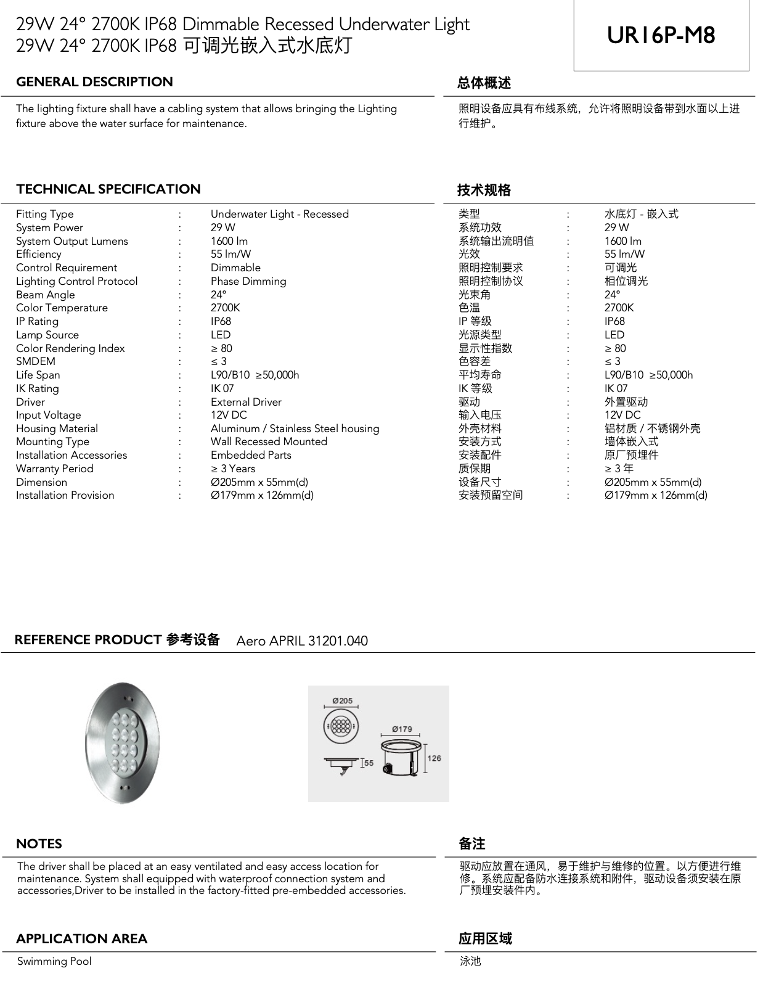 29W 24° 2700K IP68 Dimmable Recessed Underwater Light
29W 24° 2700K IP68 可调光嵌入式水底灯
UR16P-M8
GENERAL DESCRIPTION
The lighting fixture shall have a cabling system that allows bringing the Lighting
fixture above the water surface for maintenance.
总体概述
照明设备应具有布线系统，允许将照明设备带到水面以上进
行维护。
TECHNICAL SPECIFICATION
Fitting Type : Underwater Light - Recessed
System Power : 29 W
System Output Lumens : 1600 lm
Efficiency : 55 lm/W
Control Requirement : Dimmable
Lighting Control Protocol : Phase Dimming
Beam Angle : 24°
Color Temperature : 2700K
IP Rating : IP68
Lamp Source : LED
Color Rendering Index : ≥ 80
SMDEM : ≤ 3
Life Span : L90/B10 ≥50,000h
IK Rating : IK 07
Driver : External Driver
Input Voltage : 12V DC
Housing Material : Aluminum / Stainless Steel housing
Mounting Type : Wall Recessed Mounted
Installation Accessories : Embedded Parts
Warranty Period : ≥ 3 Years
Dimension : Ø205mm x 55mm(d)
Installation Provision : Ø179mm x 126mm(d)
技术规格
类型 : 水底灯 - 嵌入式
系统功效 : 29 W
系统输出流明值 : 1600 lm
光效 : 55 lm/W
照明控制要求 : 可调光
照明控制协议 : 相位调光
光束角 : 24°
色温 : 2700K
IP 等级 : IP68
光源类型 : LED
显示性指数 : ≥ 80
色容差 : ≤ 3
平均寿命 : L90/B10 ≥50,000h
IK 等级 : IK 07
驱动 : 外置驱动
输入电压 : 12V DC
外壳材料 : 铝材质 / 不锈钢外壳
安装方式 : 墙体嵌入式
安装配件 : 原厂预埋件
质保期 : ≥ 3 年
设备尺寸 : Ø205mm x 55mm(d)
安装预留空间 : Ø179mm x 126mm(d)
REFERENCE PRODUCT 参考设备 Aero APRIL 31201.040
Ø205
Ø179
126
55
NOTES
The driver shall be placed at an easy ventilated and easy access location for
maintenance. System shall equipped with waterproof connection system and
accessories,Driver to be installed in the factory-fitted pre-embedded accessories.
备注
驱动应放置在通风，易于维护与维修的位置。以方便进行维
修。系统应配备防水连接系统和附件，驱动设备须安装在原
厂预埋安装件内。
APPLICATION AREA
Swimming Pool
应用区域
泳池